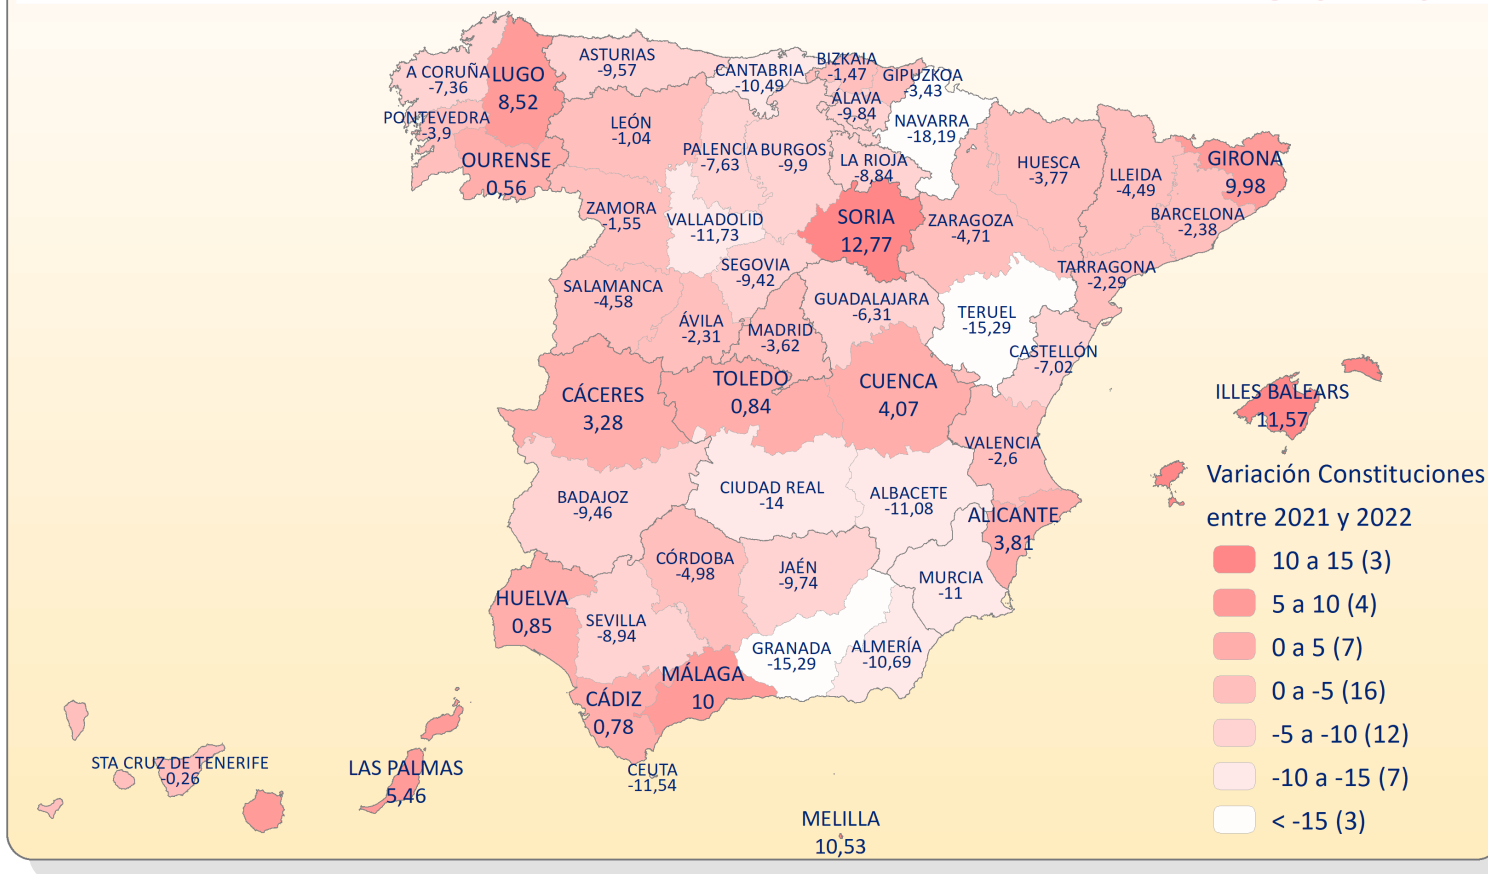 A CORUÑA
-7,36
LUGO
8,52
ASTURIAS
-9,57
CANTABRIA
-10,49
BIZKAIA
-1,47
GIPUZKOA
-3,43
ÁLAVA
-9,84
NAVARRA
-18,19
PONTEVEDRA
-3,9
OURENSE
0,56
LEÓN
-1,04
PALENCIA
-7,63
BURGOS
-9,9
LA RIOJA
-8,84
HUESCA
-3,77
LLEIDA
-4,49
GIRONA
9,98
BARCELONA
-2,38
ZAMORA
-1,55
VALLADOLID
-11,73
SORIA
12,77
ZARAGOZA
-4,71
TARRAGONA
-2,29
SEGOVIA
-9,42
SALAMANCA
-4,58
ÁVILA
-2,31
MADRID
-3,62
GUADALAJARA
-6,31
TERUEL
-15,29
CASTELLÓN
-7,02
CÁCERES
3,28
TOLEDO
0,84
CUENCA
4,07
ILLES BALEARS
11,57
VALENCIA
-2,6
BADAJOZ
-9,46
CIUDAD REAL
-14
ALBACETE
-11,08
ALICANTE
3,81
CÓRDOBA
-4,98
JAÉN
-9,74
MURCIA
-11
HUELVA
0,85
SEVILLA
-8,94
GRANADA
-15,29
ALMERÍA
-10,69
MÁLAGA
10
CÁDIZ
0,78
CEUTA
-11,54
MELILLA
10,53
STA CRUZ DE TENERIFE
-0,26
LAS PALMAS
5,46
Variación Constituciones
entre 2021 y 2022
10 a 15 (3)
5 a 10 (4)
0 a 5 (7)
0 a -5 (16)
-5 a -10 (12)
-10 a -15 (7)
< -15 (3)